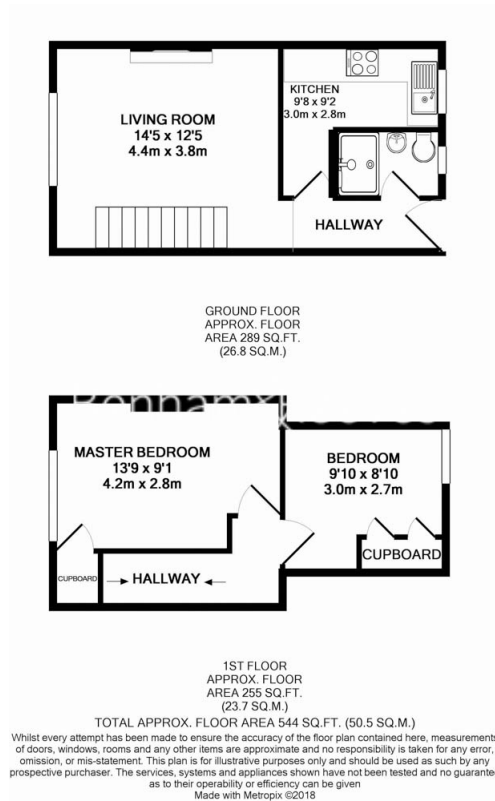 KITCHEN
9'8 x 9'2
3.0m x 2.8m
LIVING ROOM
14'5 x 12'5
4.4m x 3.8m
HALLWAY
GROUND FLOOR
APPROX. FLOOR
AREA 289 SQ.FT.
(26.8 SQ.M.)
MASTER BEDROOM
13'9 x 9'1
4.2m x 2.8m
BEDROOM
9'10 x 8'10
3.0m x 2.7m
CUPBOARD
CUPBOARD
HALLWAY
1ST FLOOR
APPROX. FLOOR
AREA 255 SQ.FT.
(23.7 SQ.M.)
TOTAL APPROX. FLOOR AREA 544 SQ.FT. (50.5 SQ.M.)
Whilst every attempt has been made to ensure the accuracy of the floor plan contained here, measurements
of doors, windows, rooms and any other items are approximate and no responsibility is taken for any error,
omission, or mis-statement. This plan is for illustrative purposes only and should be used as such by any
prospective purchaser. The services, systems and appliances shown have not been tested and no guarantee
as to their operability or efficiency can be given
Made with Metropix ©2018